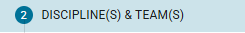 2 DISCIPLINE(S) & TEAM(S)